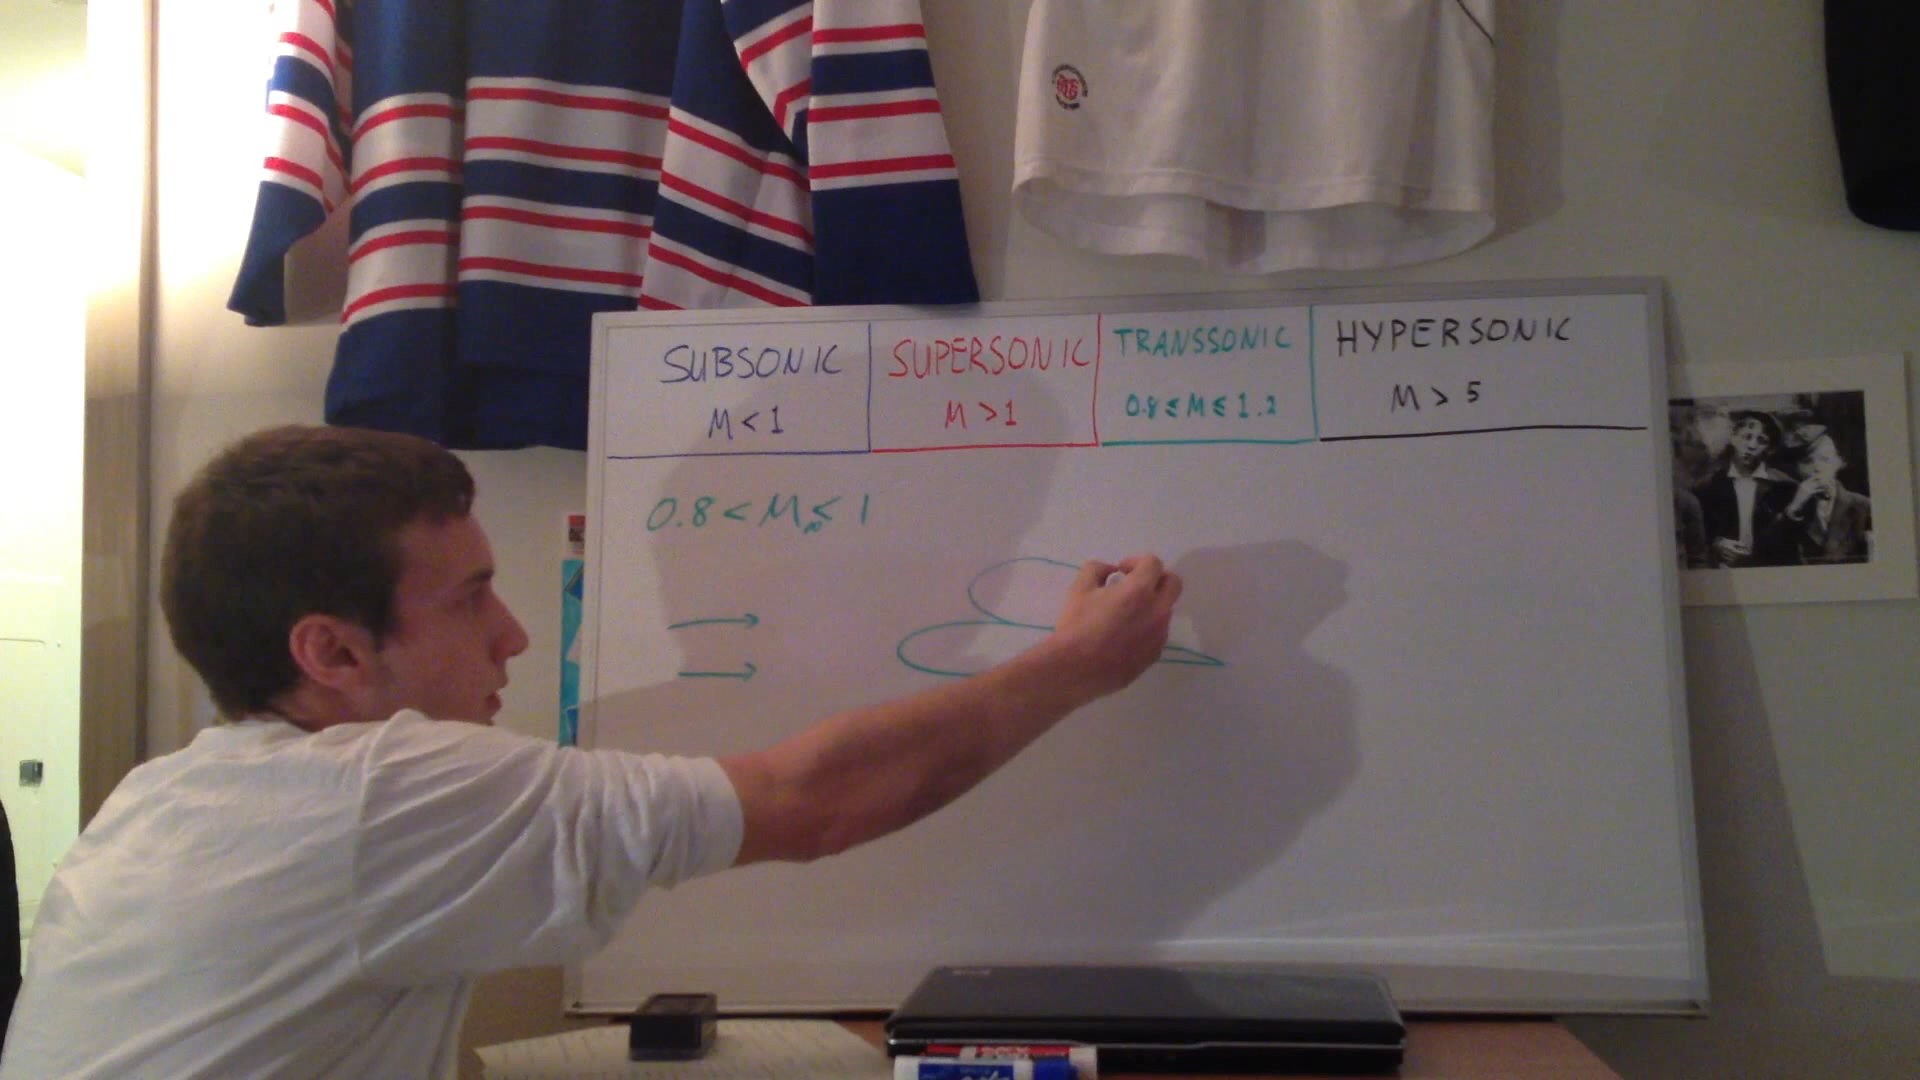 SUBSONIC
M < 1
SUPERSONIC
M > 1
TRANSSONIC
0.8 ≤ M ≤ 1.2
HYPERSONIC
M > 5
0.8 < M∞ ≤ 1